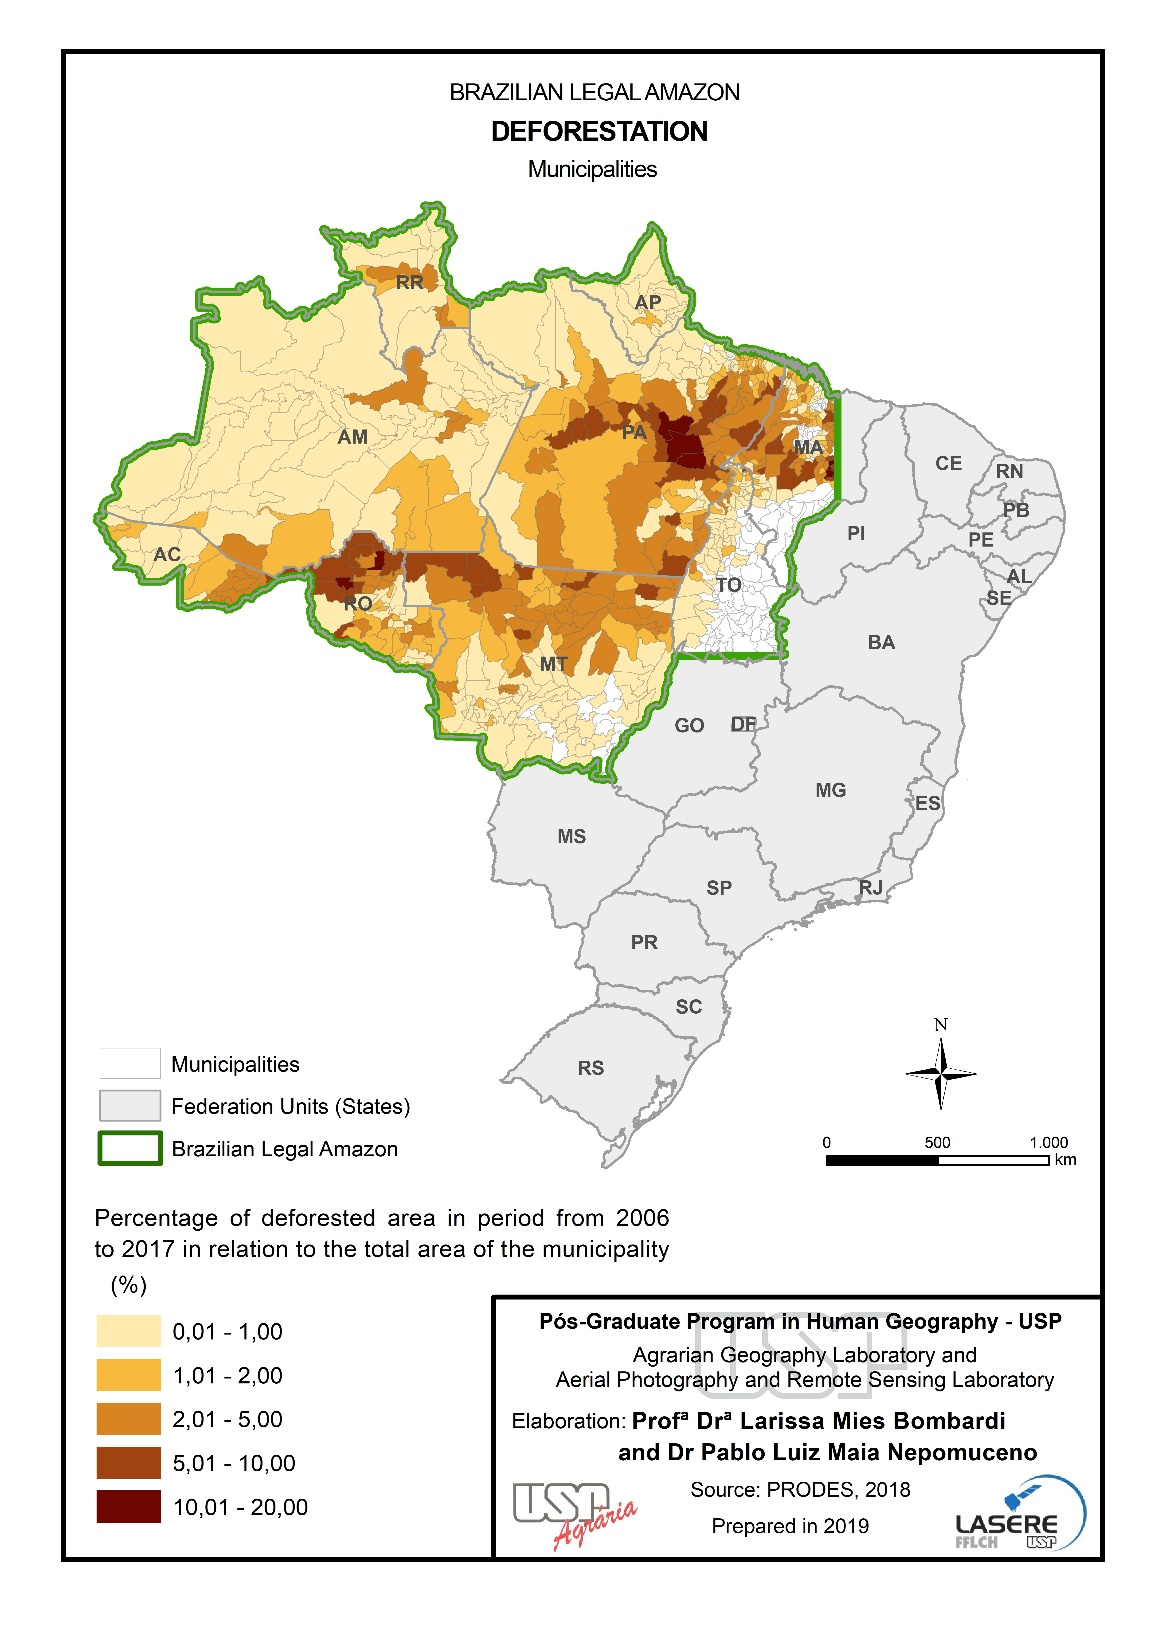 BRAZILIAN LEGAL AMAZON
DEFORESTATION
Municipalities
RR
AP
AM
PA
MA
CE
RN
PB
PI
PE
AC
TO
AL
SE
RO
BA
MT
GO
DF
MG
ES
MS
SP
RJ
PR
SC
RS
N
Municipalities
Federation Units (States)
Brazilian Legal Amazon
0 500 1.000
km
Percentage of deforested area in period from 2006
to 2017 in relation to the total area of the municipality
(%)
0,01 - 1,00
1,01 - 2,00
2,01 - 5,00
5,01 - 10,00
10,01 - 20,00
USP
Pós-Graduate Program in Human Geography - USP
Agrarian Geography Laboratory and
Aerial Photography and Remote Sensing Laboratory
Elaboration: Profª Drª Larissa Mies Bombardi
and Dr Pablo Luiz Maia Nepomuceno
Source: PRODES, 2018
Prepared in 2019
USP
Agrária
LASERE
FFLCH USP